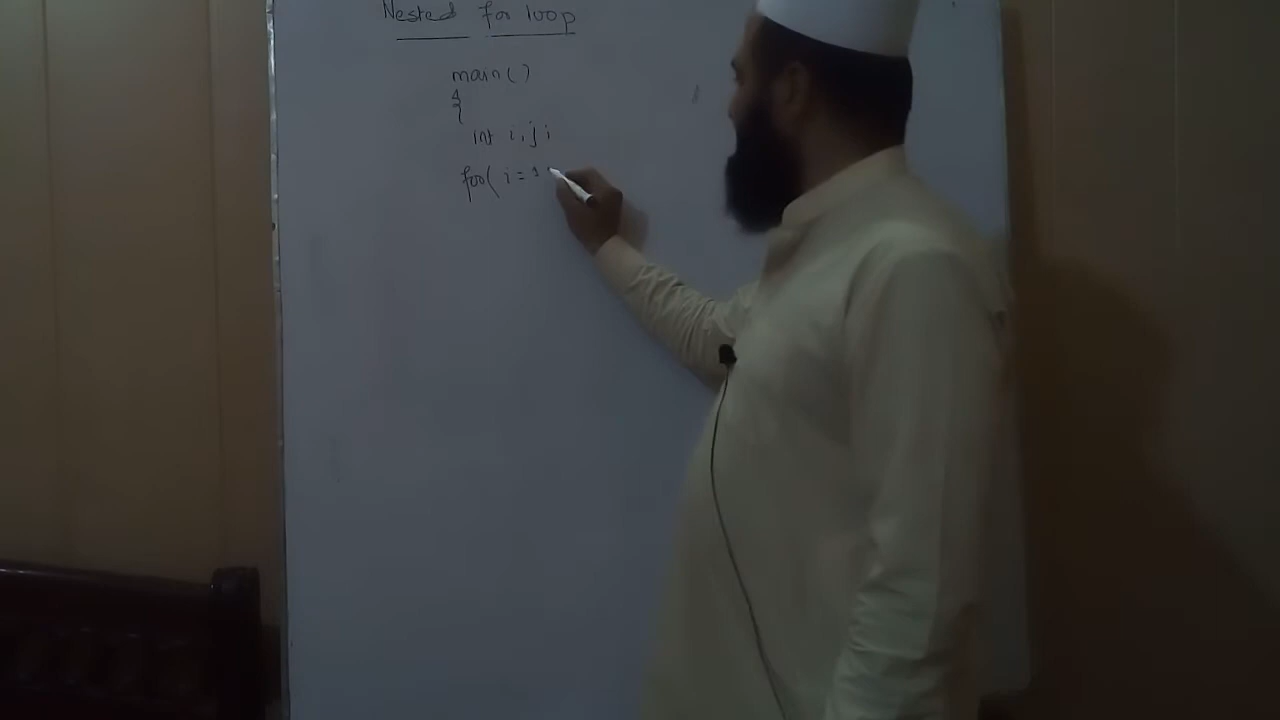 Nested for loop
main()
{
int i,j;
for( i=1